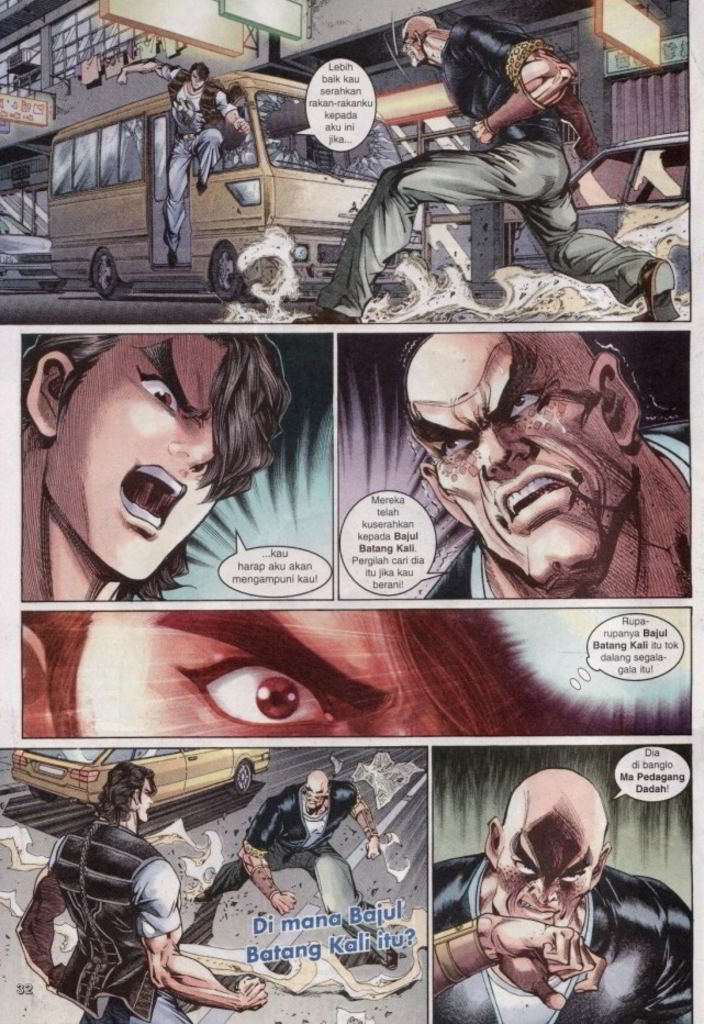 Lebih
baik kau
serahkan
rakan-rakanku
kepada
aku ini
jika...
...kau
harap aku akan
mengampuni kau!
Mereka
telah
kuserahkan
kepada Bajul
Batang Kali.
Pergilah cari dia
itu jika kau
berani!
Rupa-
rupanya Bajul
Batang Kali itu tok
dalang segala-
gala itu!
Di mana Bajul
Batang Kali itu?
Dia
di banglo
Ma Pedagang
Dadah!
32